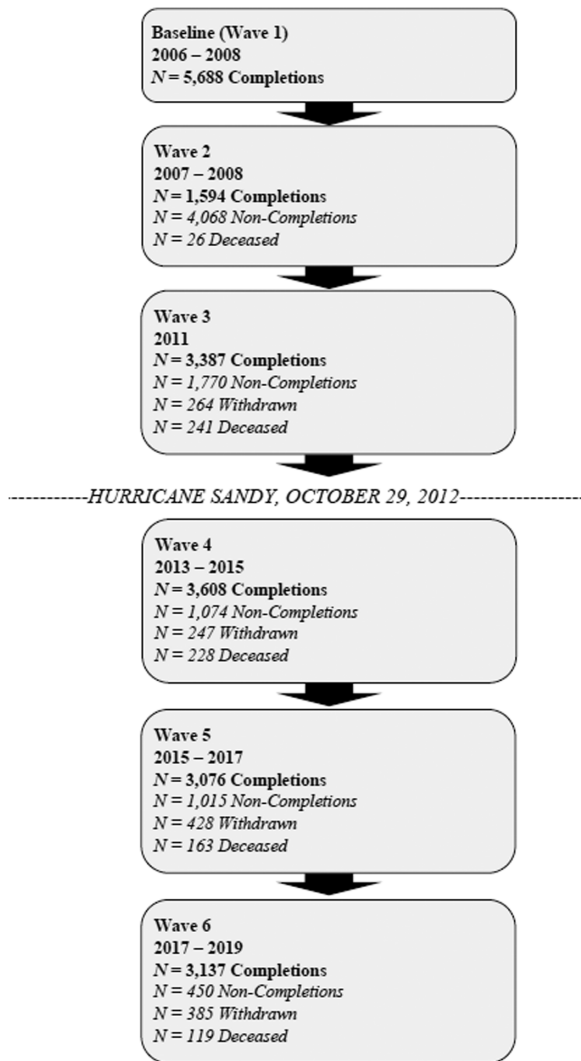 Baseline (Wave 1)
2006 – 2008
N = 5,688 Completions
Wave 2
2007 – 2008
N = 1,594 Completions
N = 4,068 Non-Completions
N = 26 Deceased
Wave 3
2011
N = 3,387 Completions
N = 1,770 Non-Completions
N = 264 Withdrawn
N = 241 Deceased
-----------HURRICANE SANDY, OCTOBER 29, 2012-----------------
Wave 4
2013 – 2015
N = 3,608 Completions
N = 1,074 Non-Completions
N = 247 Withdrawn
N = 228 Deceased
Wave 5
2015 – 2017
N = 3,076 Completions
N = 1,015 Non-Completions
N = 428 Withdrawn
N = 163 Deceased
Wave 6
2017 – 2019
N = 3,137 Completions
N = 450 Non-Completions
N = 385 Withdrawn
N = 119 Deceased